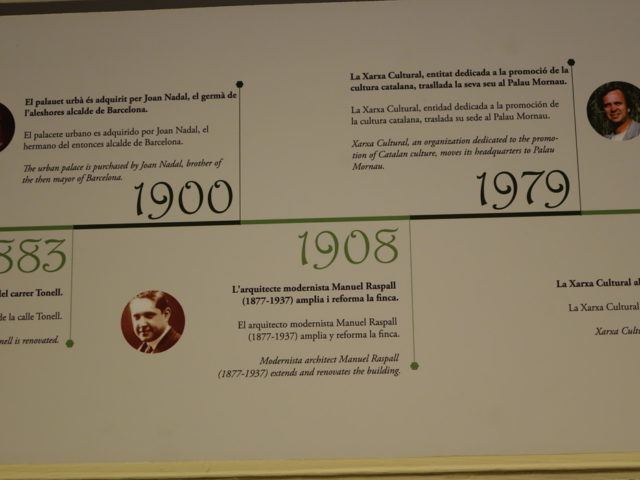 El palauet urbà és adquirit per Joan Nadal, el germà de
l'aleshores alcalde de Barcelona.
El palacete urbano es adquirido por Joan Nadal, el
hermano del entonces alcalde de Barcelona.
The urban palace is purchased by Joan Nadal, brother of
the then mayor of Barcelona.
1900
La Xarxa Cultural, entitat dedicada a la promoció de la
cultura catalana, trasllada la seva seu al Palau Mornau.
La Xarxa Cultural, entidad dedicada a la promoción de
la cultura catalana, traslada su sede al Palau Mornau.
Xarxa Cultural, an organization dedicated to the promo-
tion of Catalan culture, moves its headquarters to Palau
Mornau.
1979
883
del carrer Tonell.
de la calle Tonell.
nell is renovated.
1908
L'arquitecte modernista Manuel Raspall
(1877-1937) amplia i reforma la finca.
El arquitecto modernista Manuel Raspall
(1877-1937) amplia y reforma la finca.
Modernista architect Manuel Raspall
(1877-1937) extends and renovates the building.
La Xarxa Cultural al
La Xarxa Cultural
Xarxa Cultu